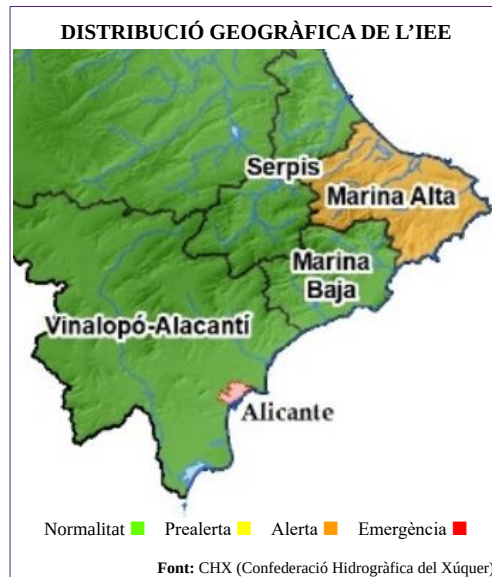 DISTRIBUCIÓ GEOGRÀFICA DE L’IEE
Serpis
Marina Alta
Marina
Baja
Vinalopó-Alacantí
Alicante
Normalitat Prealerta Alerta Emergència
Font: CHX (Confederació Hidrogràfica del Xúquer)